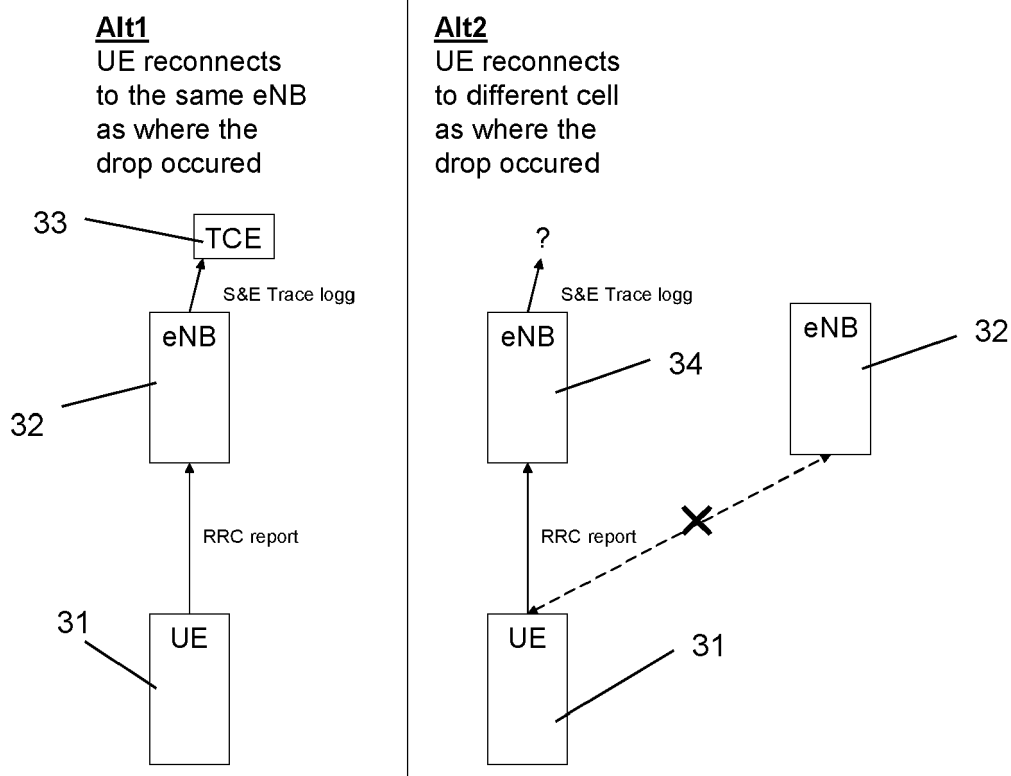 Alt1
UE reconnects
to the same eNB
as where the
drop occured
33
TCE
S&E Trace logg
eNB
32
RRC report
31
UE
Alt2
UE reconnects
to different cell
as where the
drop occured
?
S&E Trace logg
eNB
34
eNB
32
RRC report
UE
31